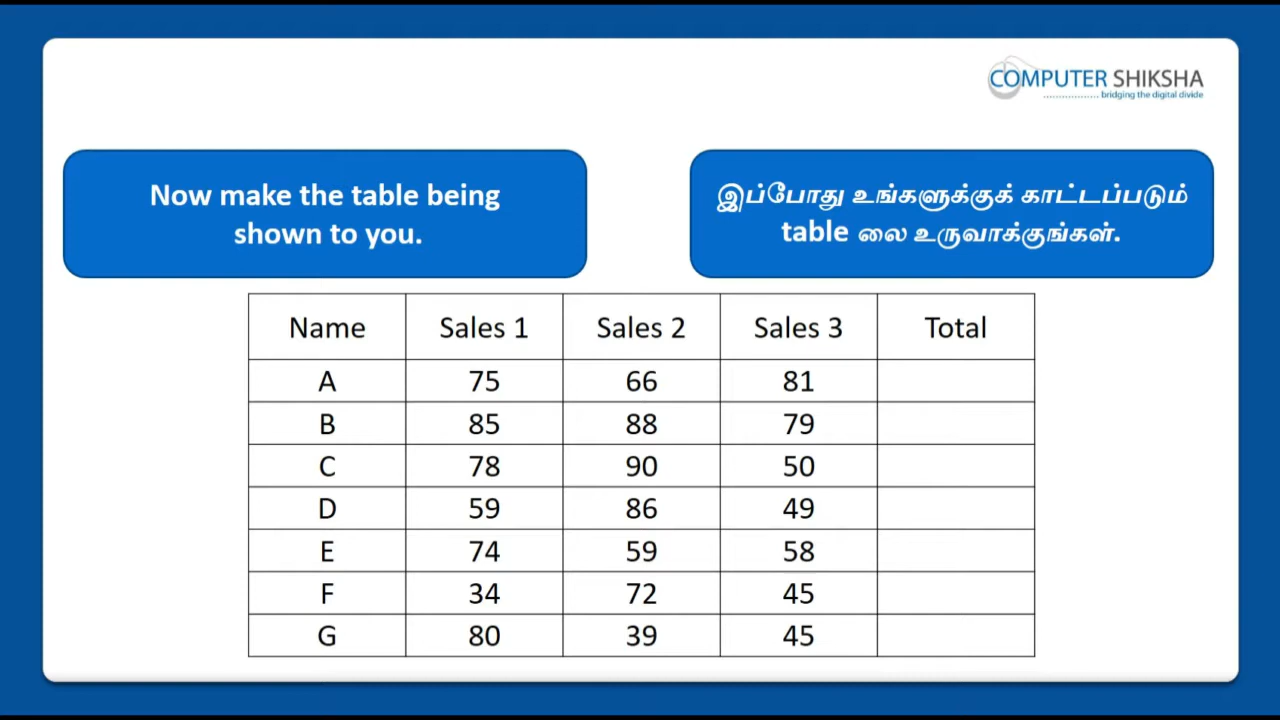 COMPUTER SHIKSHA
bridging the digital divide
Now make the table being
shown to you.
இப்போது உங்களுக்குக் காட்டப்படும்
table லை உருவாக்குங்கள்.
Name Sales 1 Sales 2 Sales 3 Total
A 75 66 81
B 85 88 79
C 78 90 50
D 59 86 49
E 74 59 58
F 34 72 45
G 80 39 45